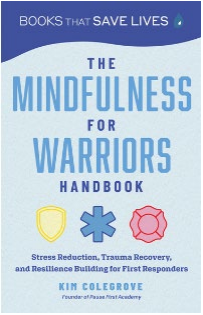 BOOKS THAT SAVE LIVES
THE
MINDFULNESS
FOR
WARRIORS
HANDBOOK
Stress Reduction, Trauma Recovery,
and Resilience Building for First Responders
KIM COLEGROVE
Founder of Pause First Academy